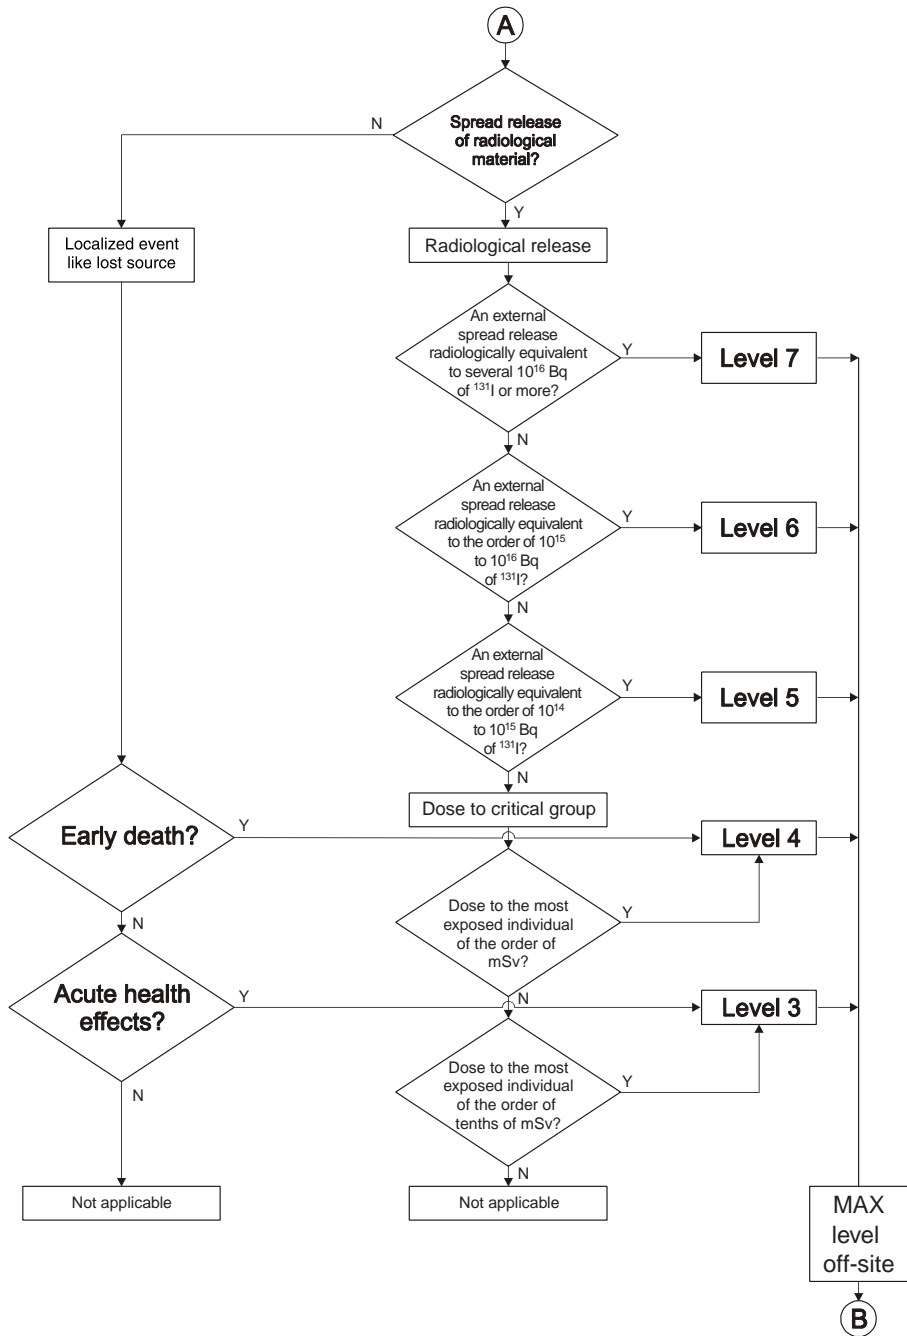 A
N
Spread release
of radiological
material?
Y
Localized event
like lost source
Radiological release
An external
spread release
radiologically equivalent
to several 10¹⁶ Bq
of ¹³¹I or more?
Y
Level 7
N
An external
spread release
radiologically equivalent
to the order of 10¹⁵
to 10¹⁶ Bq
of ¹³¹I?
Y
Level 6
N
An external
spread release
radiologically equivalent
to the order of 10¹⁴
to 10¹⁵ Bq
of ¹³¹I?
Y
Level 5
N
Dose to critical group
Early death?
Y
Level 4
N
Dose to the most
exposed individual
of the order of
mSv?
Y
N
Acute health
effects?
Y
Level 3
N
Dose to the most
exposed individual
of the order of
tenths of mSv?
Y
N
Not applicable
Not applicable
MAX
level
off-site
B